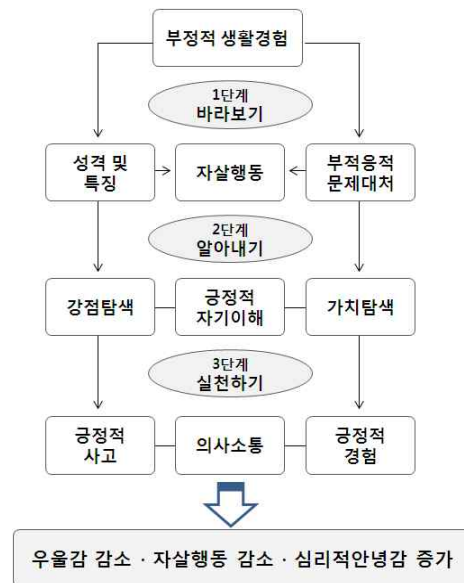 부정적 생활경험
1단계
바라보기
성격 및
특징
자살행동
부적응적
문제대처
2단계
알아내기
강점탐색
긍정적
자기이해
가치탐색
3단계
실천하기
긍정적
사고
의사소통
긍정적
경험
우울감 감소 · 자살행동 감소 · 심리적안녕감 증가